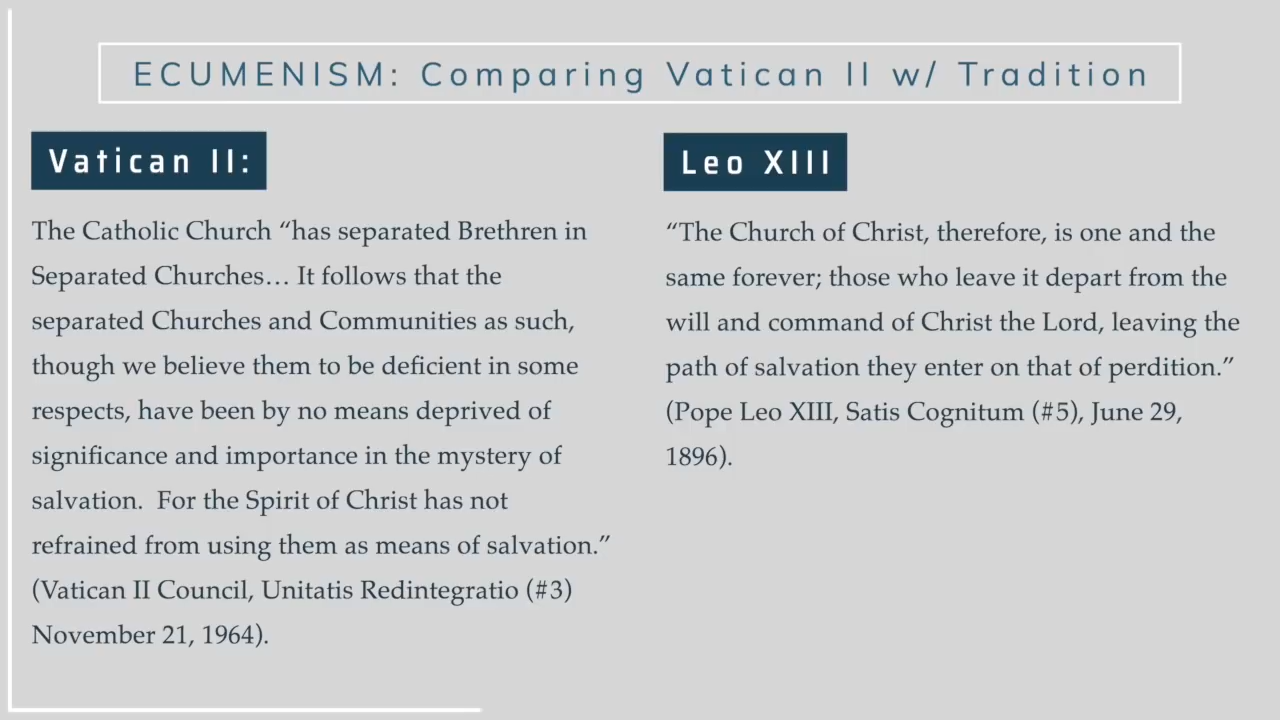 ECUMENISM: Comparing Vatican II w/ Tradition
Vatican II:
The Catholic Church “has separated Brethren in
Separated Churches… It follows that the
separated Churches and Communities as such,
though we believe them to be deficient in some
respects, have been by no means deprived of
significance and importance in the mystery of
salvation.  For the Spirit of Christ has not
refrained from using them as means of salvation.”
(Vatican II Council, Unitatis Redintegratio (#3)
November 21, 1964).
Leo XIII
“The Church of Christ, therefore, is one and the
same forever; those who leave it depart from the
will and command of Christ the Lord, leaving the
path of salvation they enter on that of perdition.”
(Pope Leo XIII, Satis Cognitum (#5), June 29,
1896).